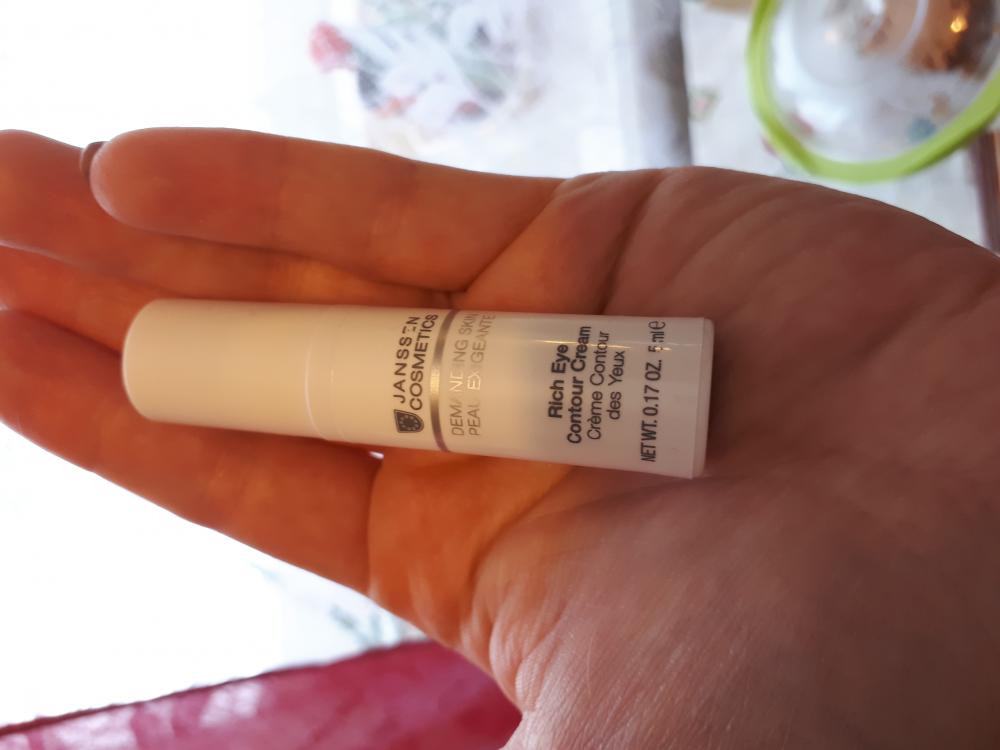 JANSSEN
COSMETICS
DEMANDING SKIN
PEAU EXIGEANTE
Rich Eye
Contour Cream
Crème Contour
des Yeux
NET WT. 0.17 OZ. 5 ml e